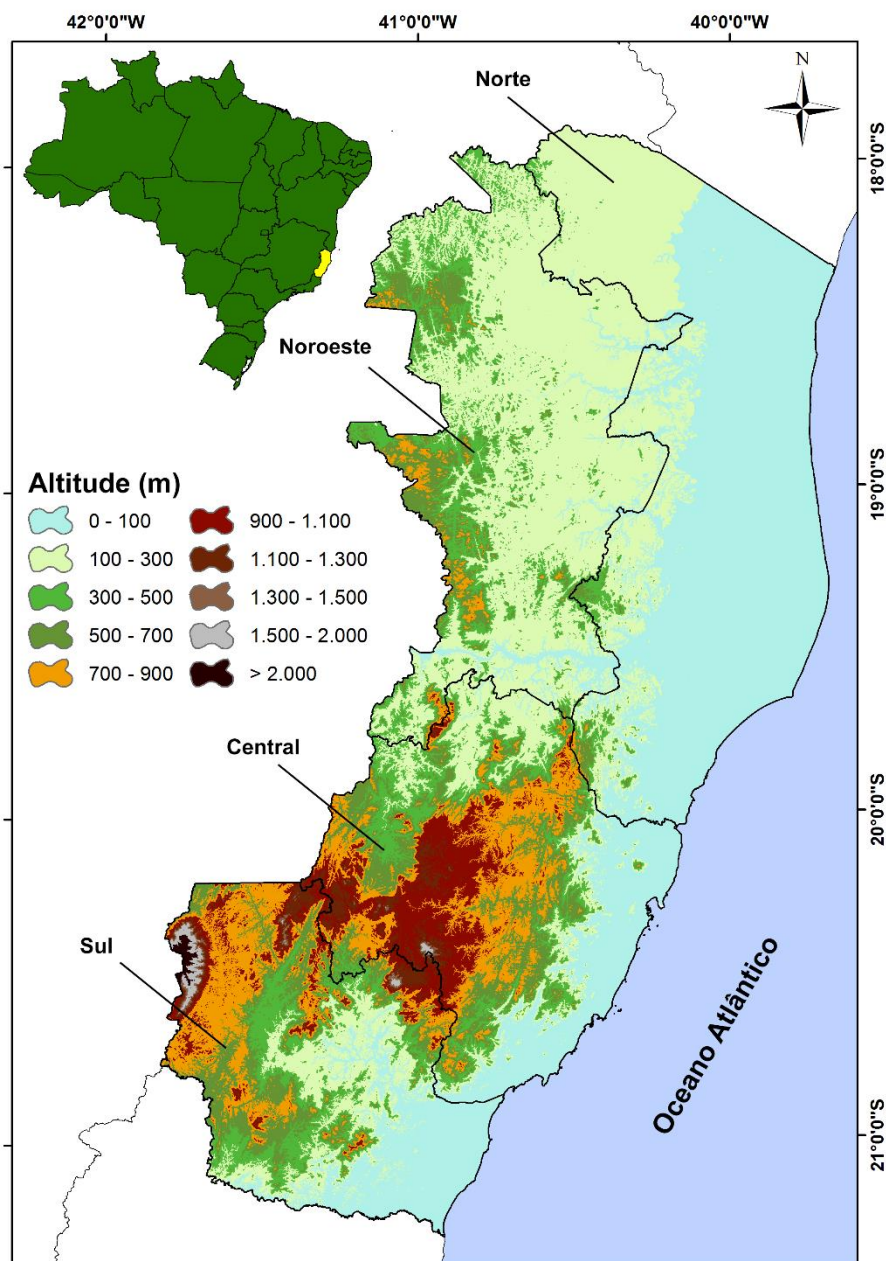 42°0'0"W
41°0'0"W
40°0'0"W
Norte
N
18°0'0"S
Noroeste
Altitude (m)
0 - 100
900 - 1.100
100 - 300
1.100 - 1.300
300 - 500
1.300 - 1.500
500 - 700
1.500 - 2.000
700 - 900
> 2.000
19°0'0"S
Central
20°0'0"S
Sul
Oceano Atlântico
21°0'0"S